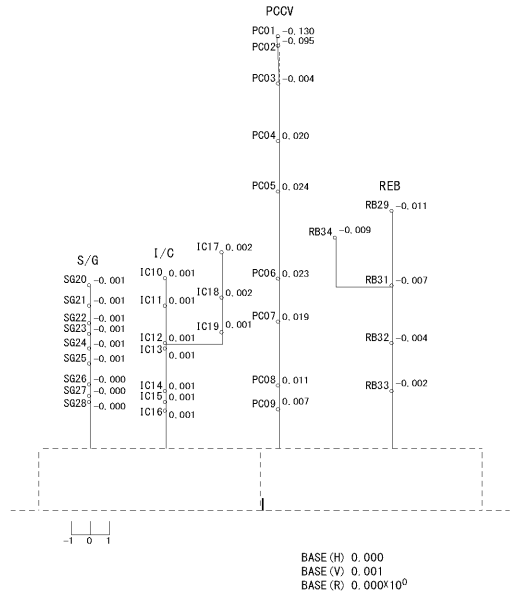 PCCV
PC01 -0.130
PC02 -0.095
PC03 -0.004
PC04 0.020
PC05 0.024
PC06 0.023
PC07 0.019
PC08 0.011
PC09 0.007
REB
RB29 -0.011
RB34 -0.009
RB31 -0.007
RB32 -0.004
RB33 -0.002
S/G
SG20 -0.001
SG21 -0.001
SG22 -0.001
SG23 -0.001
SG24 -0.001
SG25 -0.001
SG26 -0.000
SG27 -0.000
SG28 -0.000
I/C
IC10 0.001
IC11 0.001
IC12 0.001
IC13 0.001
IC14 0.001
IC15 0.001
IC16 0.001
IC17 0.002
IC18 0.002
IC19 0.001
-1 0 1
BASE(H) 0.000
BASE(V) 0.001
BASE(R) 0.000×10⁰